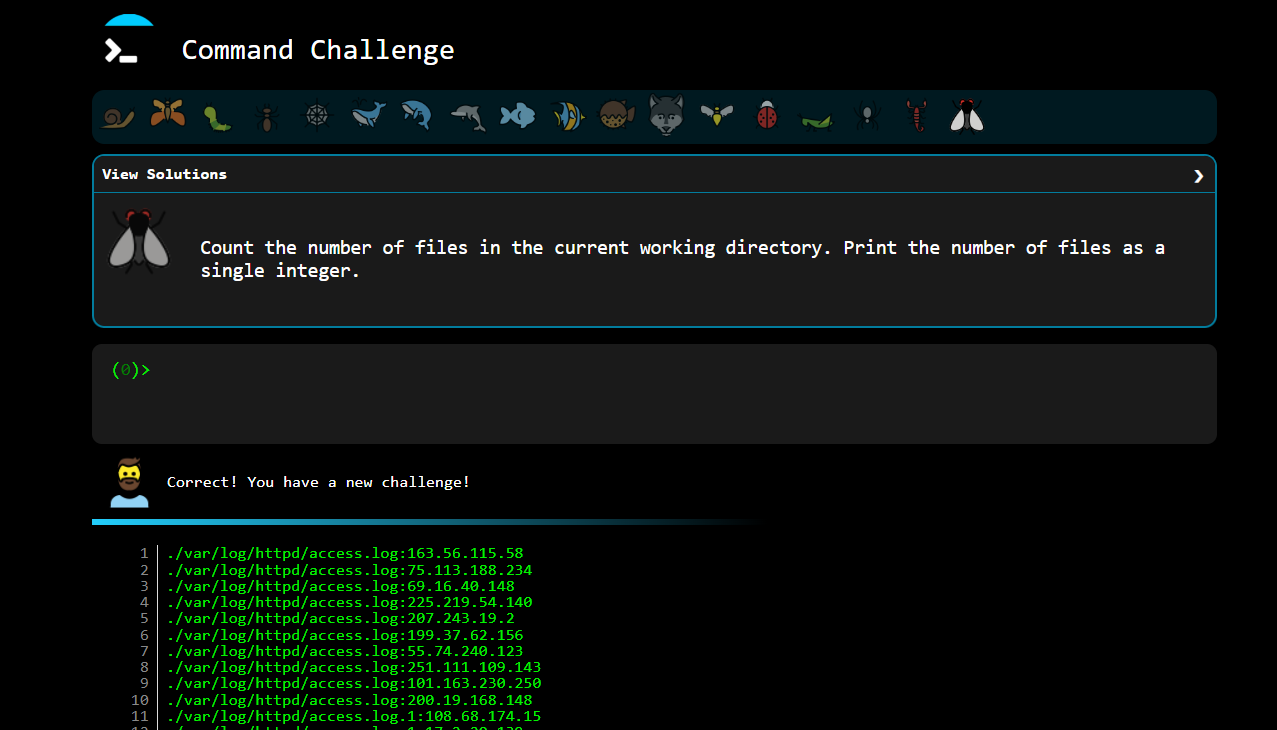 Command Challenge
View Solutions
Count the number of files in the current working directory. Print the number of files as a
single integer.
(0)>
Correct! You have a new challenge!
1 ./var/log/httpd/access.log:163.56.115.58
2 ./var/log/httpd/access.log:75.113.188.234
3 ./var/log/httpd/access.log:69.16.40.148
4 ./var/log/httpd/access.log:225.219.54.140
5 ./var/log/httpd/access.log:207.243.19.2
6 ./var/log/httpd/access.log:199.37.62.156
7 ./var/log/httpd/access.log:55.74.240.123
8 ./var/log/httpd/access.log:251.111.109.143
9 ./var/log/httpd/access.log:101.163.230.250
10 ./var/log/httpd/access.log:200.19.168.148
11 ./var/log/httpd/access.log.1:108.68.174.15